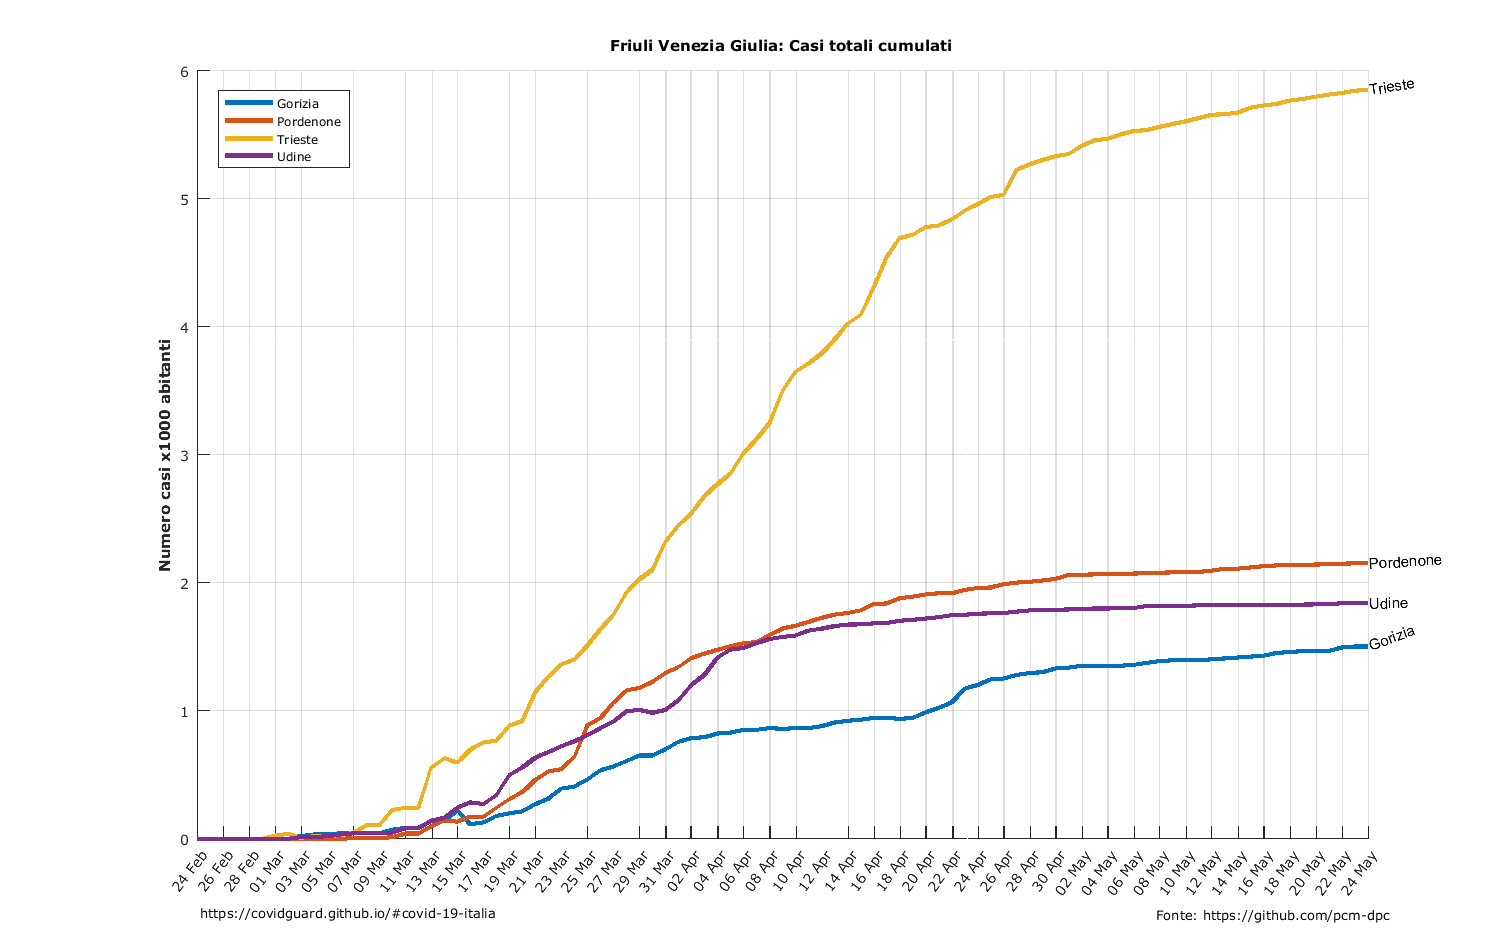 Friuli Venezia Giulia: Casi totali cumulati
6
5
4
3
2
1
0
Numero casi x1000 abitanti
Gorizia
Pordenone
Trieste
Udine
Trieste
Pordenone
Udine
Gorizia
24 Feb
26 Feb
28 Feb
01 Mar
03 Mar
05 Mar
07 Mar
09 Mar
11 Mar
13 Mar
15 Mar
17 Mar
19 Mar
21 Mar
23 Mar
25 Mar
27 Mar
29 Mar
31 Mar
02 Apr
04 Apr
06 Apr
08 Apr
10 Apr
12 Apr
14 Apr
16 Apr
18 Apr
20 Apr
22 Apr
24 Apr
26 Apr
28 Apr
30 Apr
02 May
04 May
06 May
08 May
10 May
12 May
14 May
16 May
18 May
20 May
22 May
24 May
https://covidguard.github.io/#covid-19-italia
Fonte: https://github.com/pcm-dpc